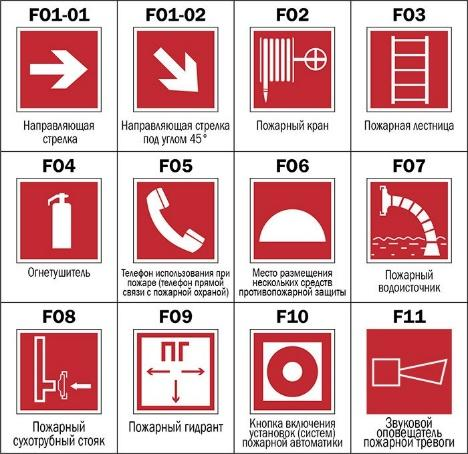 F01-01 F01-02 F02 F03
Направляющая
стрелка
Направляющая стрелка
под углом 45°
Пожарный кран
Пожарная лестница
F04 F05 F06 F07
Огнетушитель
Телефон использования при
пожаре (телефон прямой
связи с пожарной охраной)
Место размещения
нескольких средств
противопожарной защиты
Пожарный
водоисточник
F08 F09 F10 F11
ПГ
Пожарный
сухотрубный стояк
Пожарный гидрант
Кнопка включения
установок (систем)
пожарной автоматики
Звуковой
оповещатель
пожарной тревоги